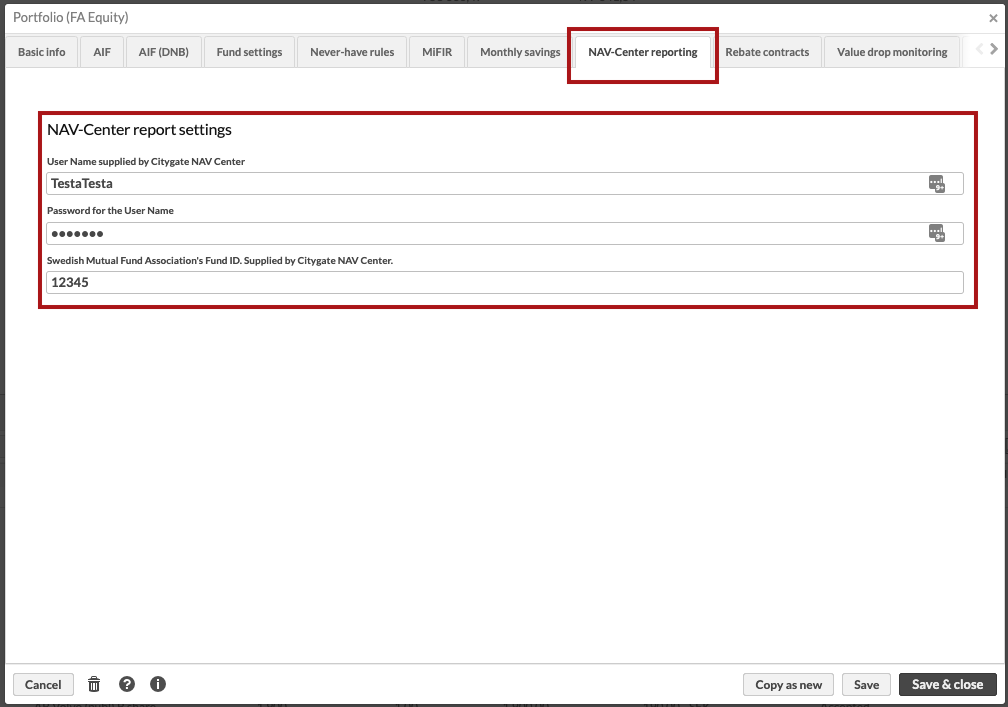 Portfolio (FA Equity)
Basic info AIF AIF (DNB) Fund settings Never-have rules MiFIR Monthly savings NAV-Center reporting Rebate contracts Value drop monitoring
NAV-Center report settings
User Name supplied by Citygate NAV Center
TestaTesta
Password for the User Name
•••••••
Swedish Mutual Fund Association's Fund ID. Supplied by Citygate NAV Center.
12345
Cancel Copy as new Save Save & close